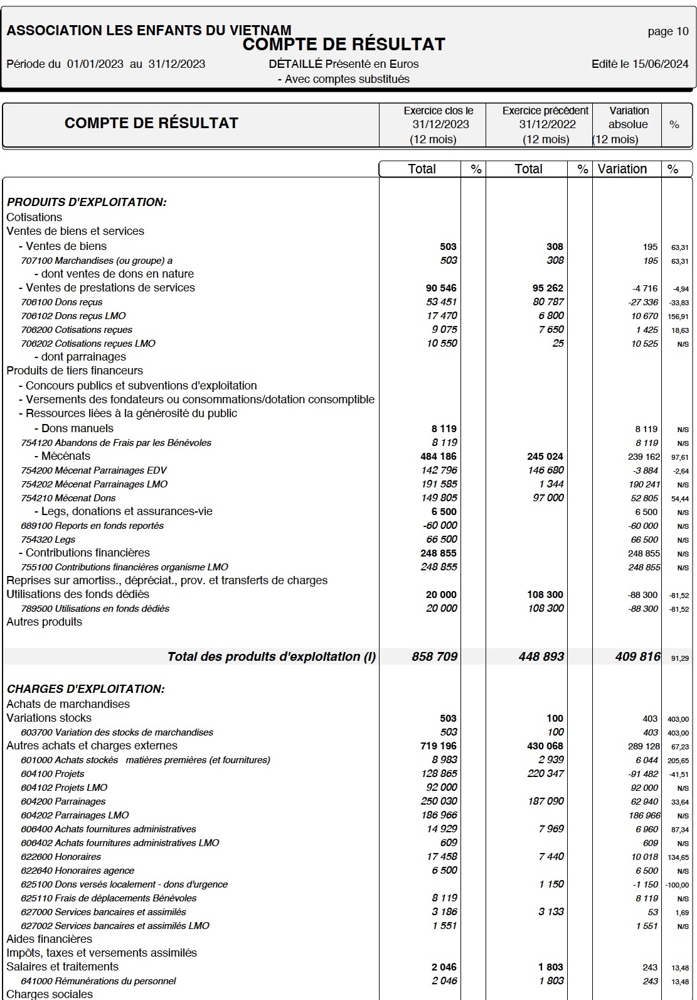 ASSOCIATION LES ENFANTS DU VIETNAM
page 10
COMPTE DE RÉSULTAT
Période du 01/01/2023 au 31/12/2023 DÉTAILLÉ Présenté en Euros Edité le 15/06/2024
- Avec comptes substitués
COMPTE DE RÉSULTAT
Exercice clos le 31/12/2023 (12 mois)
Exercice précédent 31/12/2022 (12 mois)
Variation absolue (12 mois)
%
Total % Total % Variation %
PRODUITS D'EXPLOITATION:
Cotisations
Ventes de biens et services
- Ventes de biens 503 308 195 63,31
707100 Marchandises (ou groupe) a 503 308 195 63,31
- dont ventes de dons en nature
- Ventes de prestations de services 90 546 95 262 -4 716 -4,94
706100 Dons reçus 53 451 80 787 -27 336 -33,83
706102 Dons reçus LMO 17 470 6 800 10 670 156,91
706200 Cotisations reçues 9 075 7 650 1 425 18,63
706202 Cotisations reçues LMO 10 550 25 10 525 N/S
- dont parrainages
Produits de tiers financeurs
- Concours publics et subventions d'exploitation
- Versements des fondateurs ou consommations/dotation consomptible
- Ressources liées à la générosité du public
- Dons manuels 8 119 8 119 N/S
754120 Abandons de Frais par les Bénévoles 8 119 8 119 N/S
- Mécénats 484 186 245 024 239 162 97,61
754200 Mécenat Parrainages EDV 142 796 146 680 -3 884 -2,64
754202 Mécenat Parrainages LMO 191 585 1 344 190 241 N/S
754210 Mécenat Dons 149 805 97 000 52 805 54,44
- Legs, donations et assurances-vie 6 500 6 500 N/S
689100 Reports en fonds reportés -60 000 -60 000 N/S
754320 Legs 66 500 66 500 N/S
- Contributions financières 248 855 248 855 N/S
755100 Contributions financières organisme LMO 248 855 248 855 N/S
Reprises sur amortiss., dépréciat., prov. et transferts de charges
Utilisations des fonds dédiés 20 000 108 300 -88 300 -81,52
789500 Utilisations en fonds dédiés 20 000 108 300 -88 300 -81,52
Autres produits
Total des produits d'exploitation (I) 858 709 448 893 409 816 91,29
CHARGES D'EXPLOITATION:
Achats de marchandises
Variations stocks 503 100 403 403,00
603700 Variation des stocks de marchandises 503 100 403 403,00
Autres achats et charges externes 719 196 430 068 289 128 67,23
601000 Achats stockés matières premières (et fournitures) 8 983 2 939 6 044 205,65
604100 Projets 128 865 220 347 -91 482 -41,51
604102 Projets LMO 92 000 92 000 N/S
604200 Parrainages 250 030 187 090 62 940 33,64
604202 Parrainages LMO 186 966 186 966 N/S
606400 Achats fournitures administratives 14 929 7 969 6 960 87,34
606402 Achats fournitures administratives LMO 609 609 N/S
622600 Honoraires 17 458 7 440 10 018 134,65
622640 Honoraires agence 6 500 6 500 N/S
625100 Dons versés localement - dons d'urgence 1 150 -1 150 -100,00
625110 Frais de déplacements Bénévoles 8 119 8 119 N/S
627000 Services bancaires et assimilés 3 186 3 133 53 1,69
627002 Services bancaires et assimilés LMO 1 551 1 551 N/S
Aides financières
Impôts, taxes et versements assimilés
Salaires et traitements 2 046 1 803 243 13,48
641000 Rémunérations du personnel 2 046 1 803 243 13,48
Charges sociales